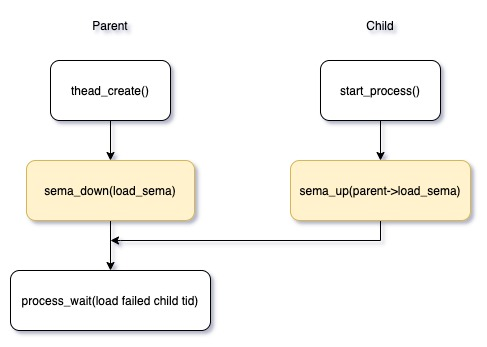 Parent
Child
thead_create()
start_process()
sema_down(load_sema)
sema_up(parent->load_sema)
process_wait(load failed child tid)